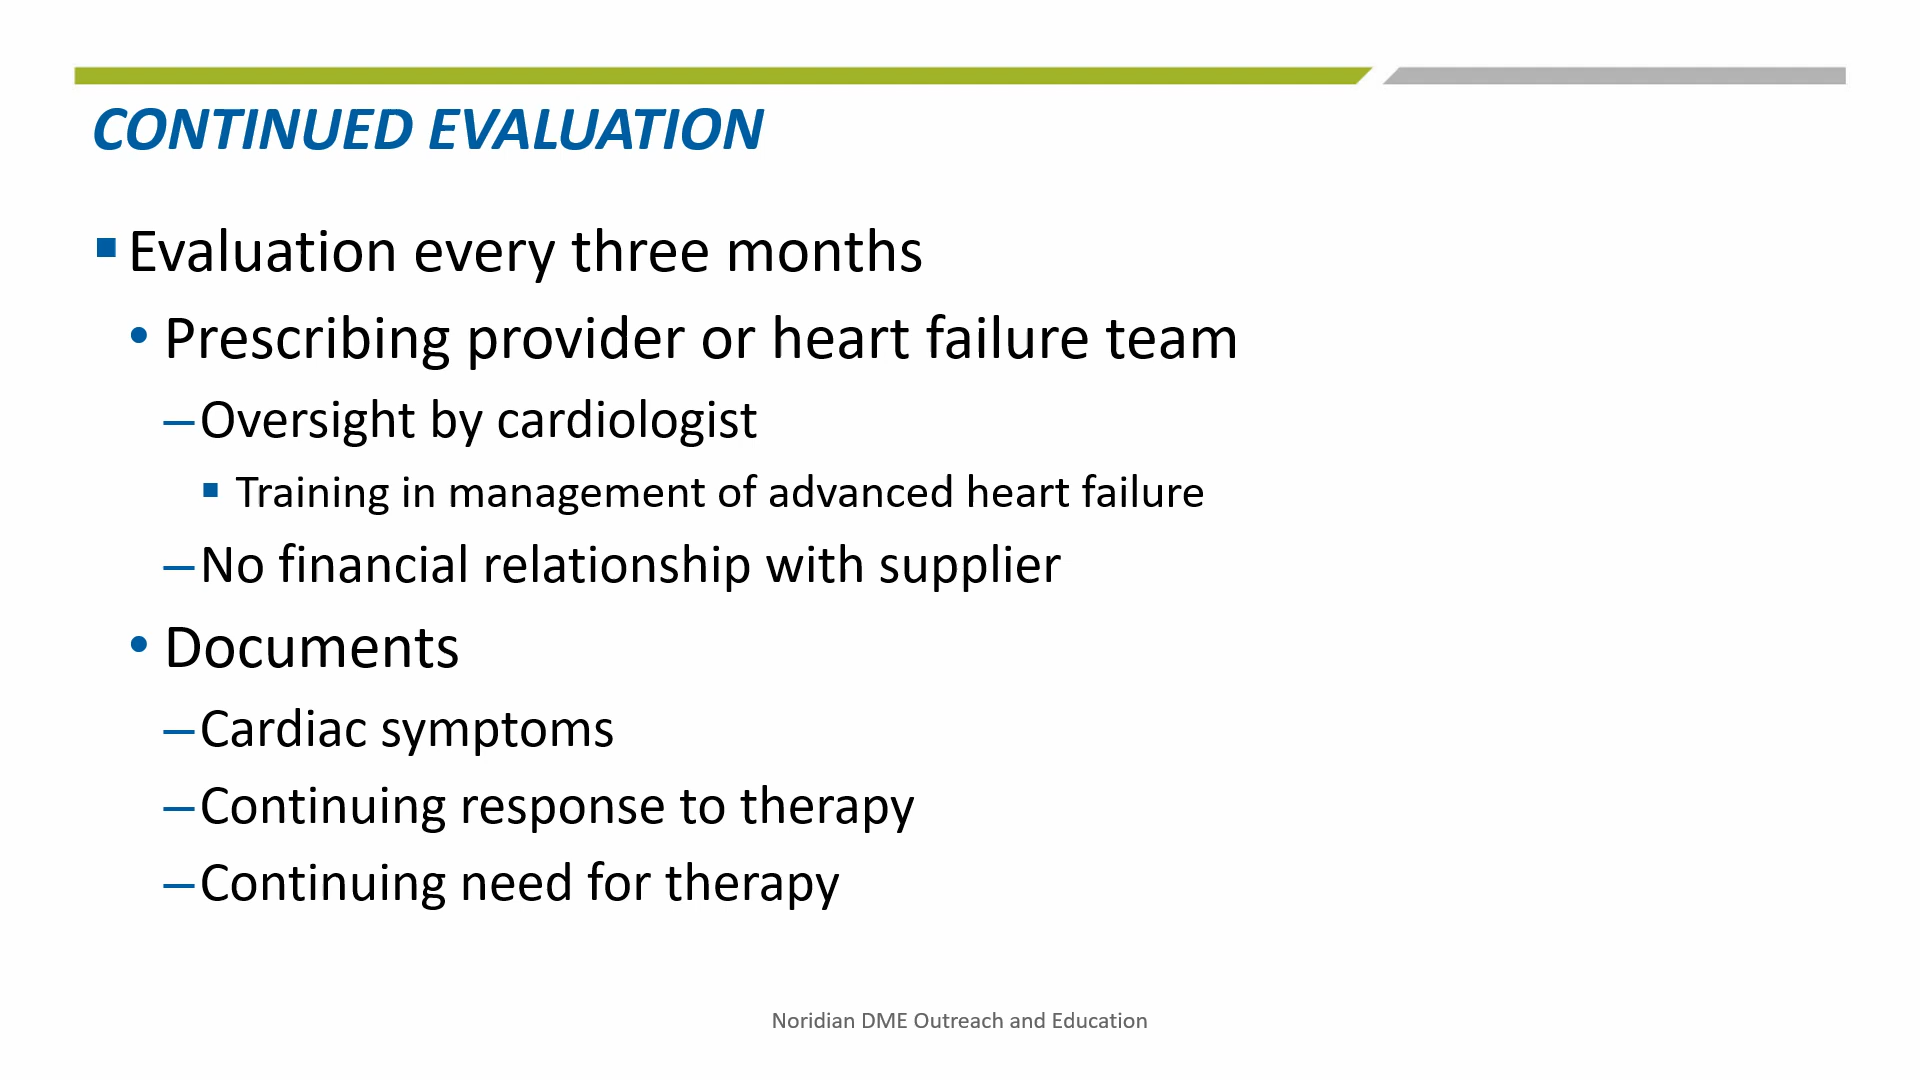 CONTINUED EVALUATION
▪ Evaluation every three months
• Prescribing provider or heart failure team
– Oversight by cardiologist
▪ Training in management of advanced heart failure
– No financial relationship with supplier
• Documents
– Cardiac symptoms
– Continuing response to therapy
– Continuing need for therapy
Noridian DME Outreach and Education